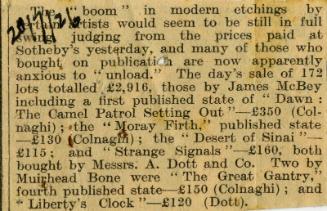 The "boom" in modern etchings by
certain artists would seem to be still in full
swing, judging from the prices paid at
Sotheby's yesterday, and many of those who
bought on publication are now apparently
anxious to "unload." The day's sale of 172
lots totalled £2,916, those by James McBey
including a first published state of "Dawn:
The Camel Patrol Setting Out"—£350 (Col-
naghi); the "Moray Firth," published state
—£130 (Colnaghi); the "Desert of Sinai"—
£115; and "Strange Signals"—£160, both
bought by Messrs. A. Dott and Co. Two by
Muirhead Bone were "The Great Gantry,"
fourth published state—£150 (Colnaghi); and
"Liberty's Clock"—£120 (Dott).